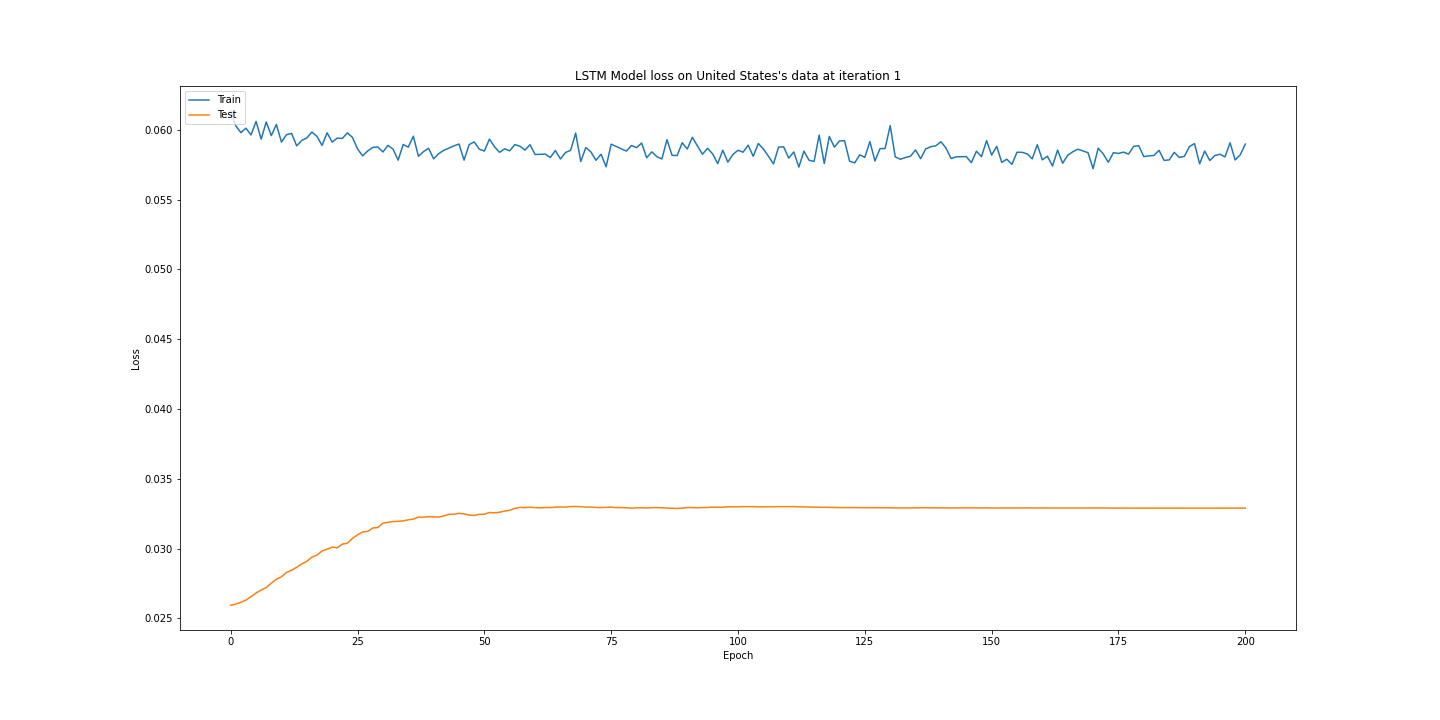 LSTM Model loss on United States's data at iteration 1
Train
Test
0.060
0.055
0.050
0.045
0.040
0.035
0.030
0.025
Loss
0 25 50 75 100 125 150 175 200
Epoch